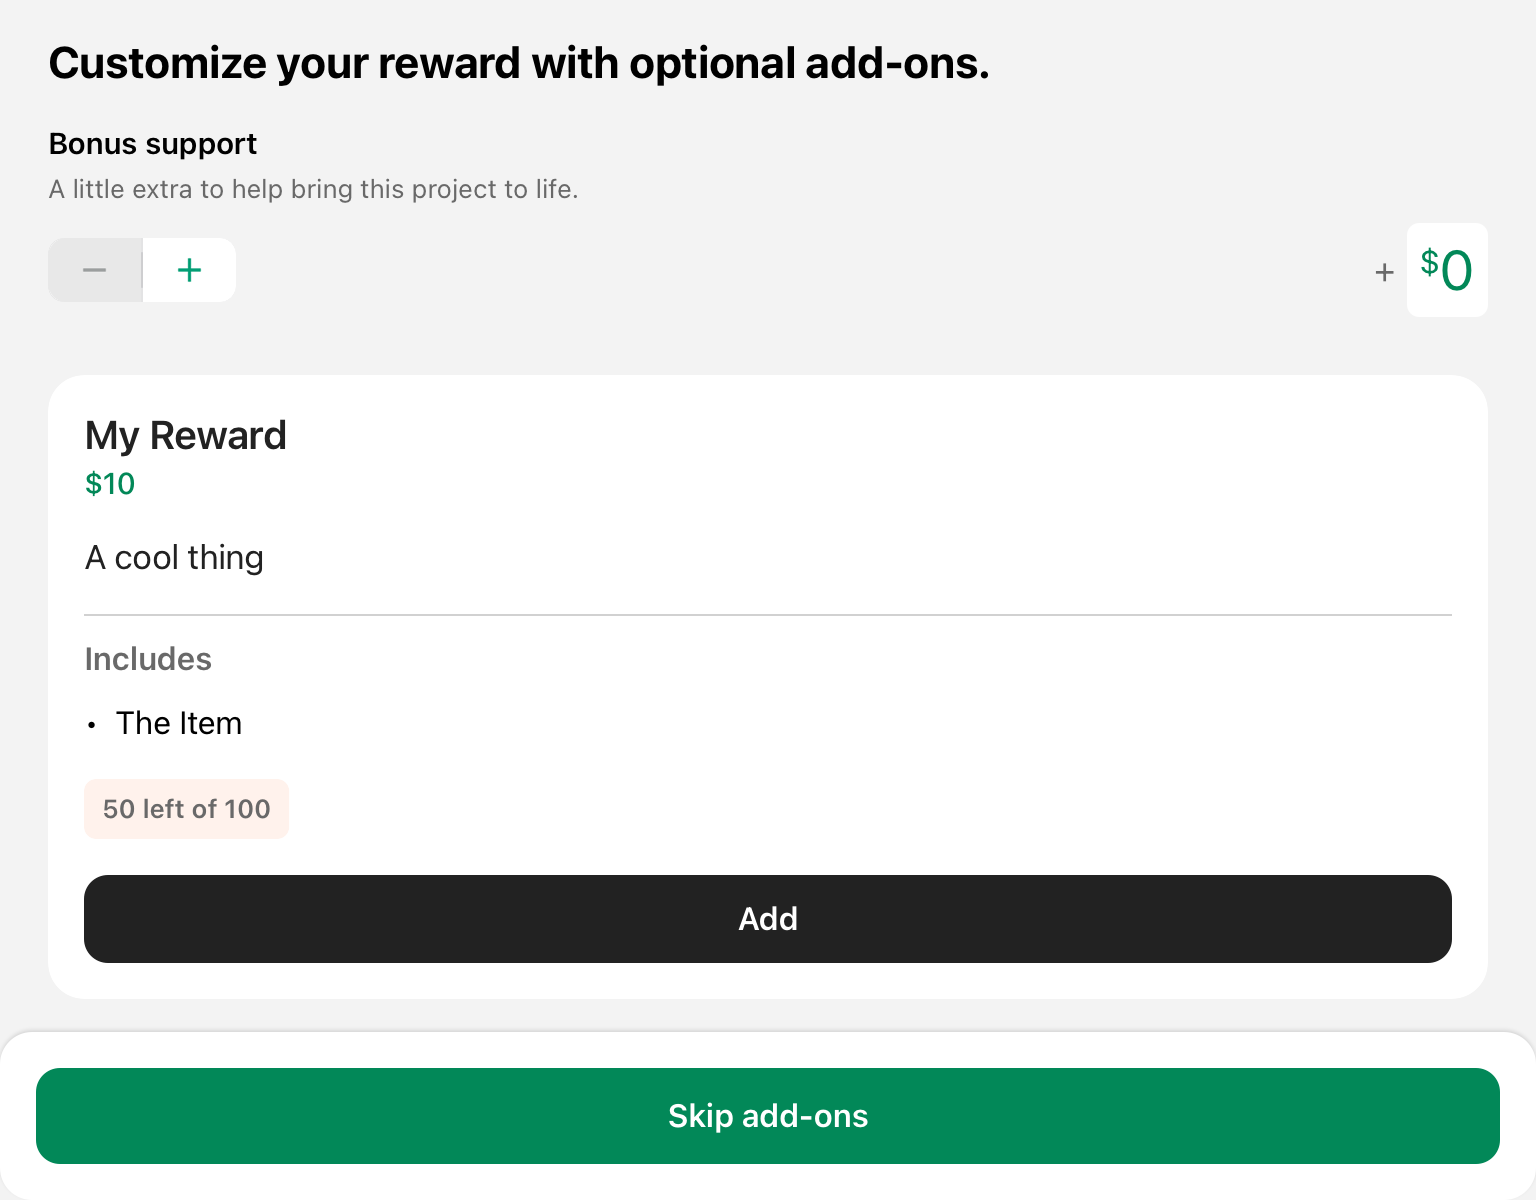 Customize your reward with optional add-ons.
Bonus support
A little extra to help bring this project to life.
− +
+ $0
My Reward
$10
A cool thing
Includes
• The Item
50 left of 100
Add
Skip add-ons